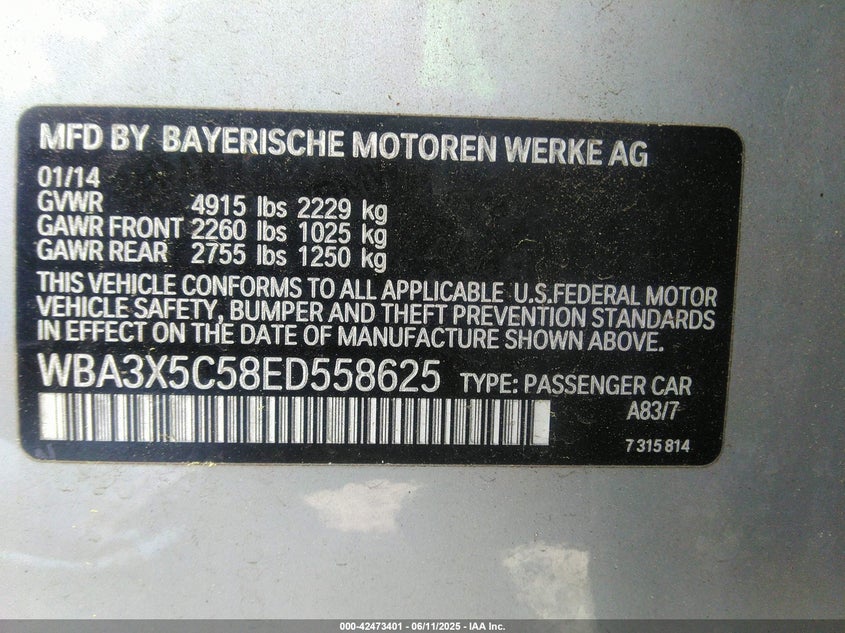 MFD BY BAYERISCHE MOTOREN WERKE AG
01/14
GVWR 4915 lbs 2229 kg
GAWR FRONT 2260 lbs 1025 kg
GAWR REAR 2755 lbs 1250 kg
THIS VEHICLE CONFORMS TO ALL APPLICABLE U.S.FEDERAL MOTOR
VEHICLE SAFETY, BUMPER AND THEFT PREVENTION STANDARDS
IN EFFECT ON THE DATE OF MANUFACTURE SHOWN ABOVE.
WBA3X5C58ED558625 TYPE: PASSENGER CAR
A83/7
7 315 814
000-42473401 - 06/11/2025 - IAA Inc.